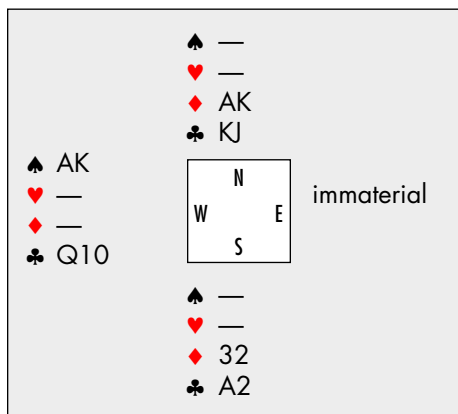 ♠ —
♥ —
♦ AK
♣ KJ
♠ AK
♥ —
♦ —
♣ Q10
N
W E
S
immaterial
♠ —
♥ —
♦ 32
♣ A2